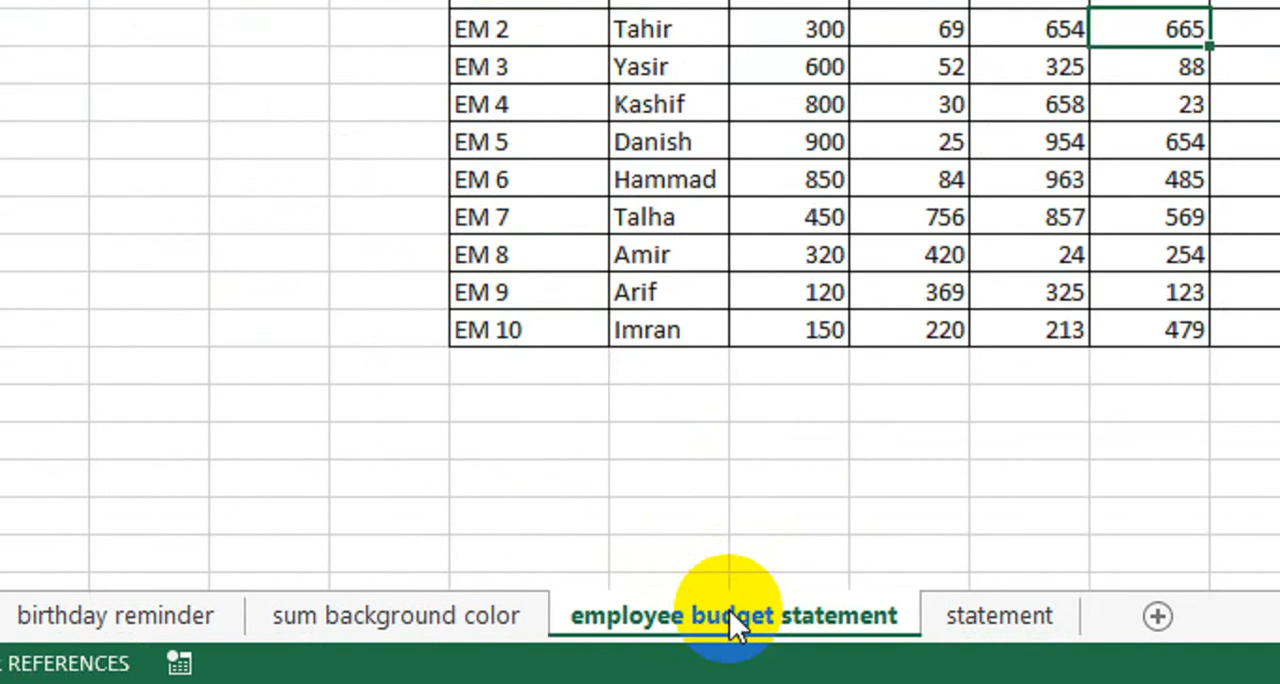 EM 2 Tahir 300 69 654 665
EM 3 Yasir 600 52 325 88
EM 4 Kashif 800 30 658 23
EM 5 Danish 900 25 954 654
EM 6 Hammad 850 84 963 485
EM 7 Talha 450 756 857 569
EM 8 Amir 320 420 24 254
EM 9 Arif 120 369 325 123
EM 10 Imran 150 220 213 479
birthday reminder sum background color employee budget statement statement
REFERENCES